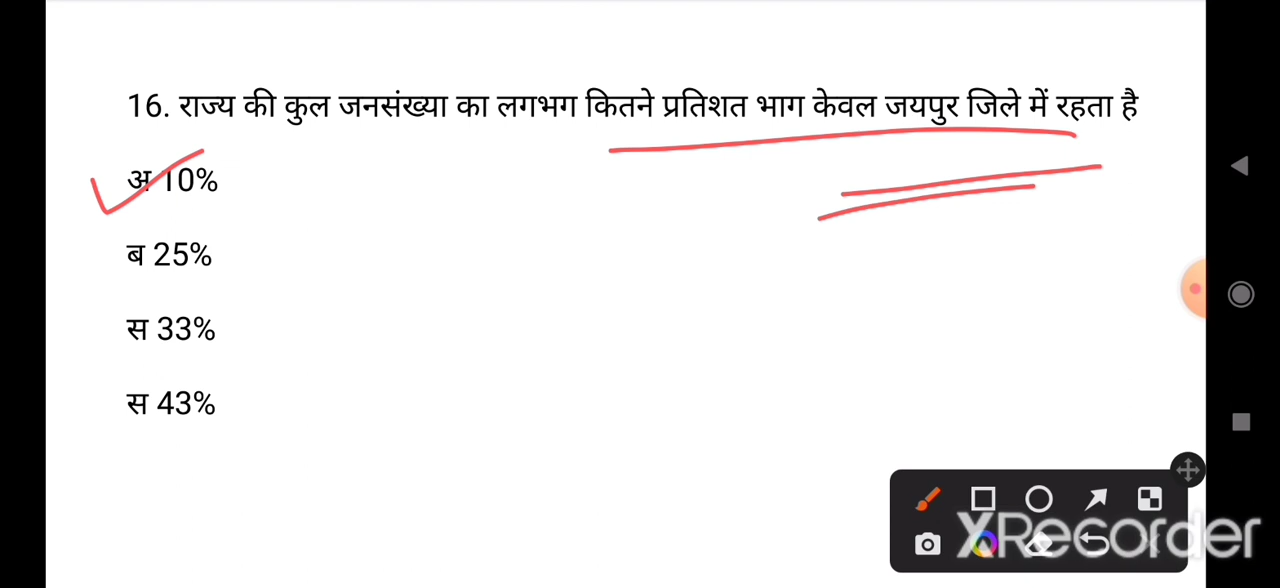 16. राज्य की कुल जनसंख्या का लगभग कितने प्रतिशत भाग केवल जयपुर जिले में रहता है
अ 10%
ब 25%
स 33%
स 43%
XRecorder